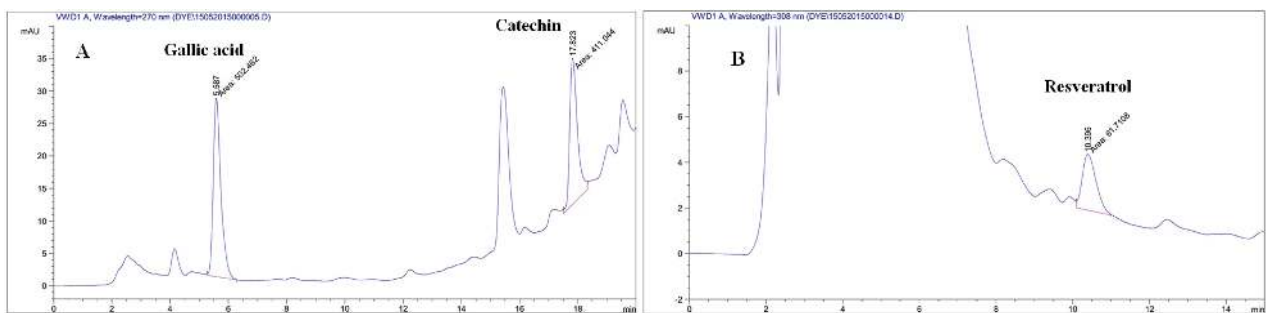 VWD1 A, Wavelength=270 nm (DYE\15052015000005.D)
mAU
A
Gallic acid
Catechin
5.587
Area: 502.462
17.823
Area: 411.044
35
30
25
20
15
10
5
0
0 2 4 6 8 10 12 14 16 18 min
VWD1 A, Wavelength=308 nm (DYE\15052015000014.D)
mAU
B
Resveratrol
10.396
Area: 61.7108
8
6
4
2
0
-2
0 2 4 6 8 10 12 14 min